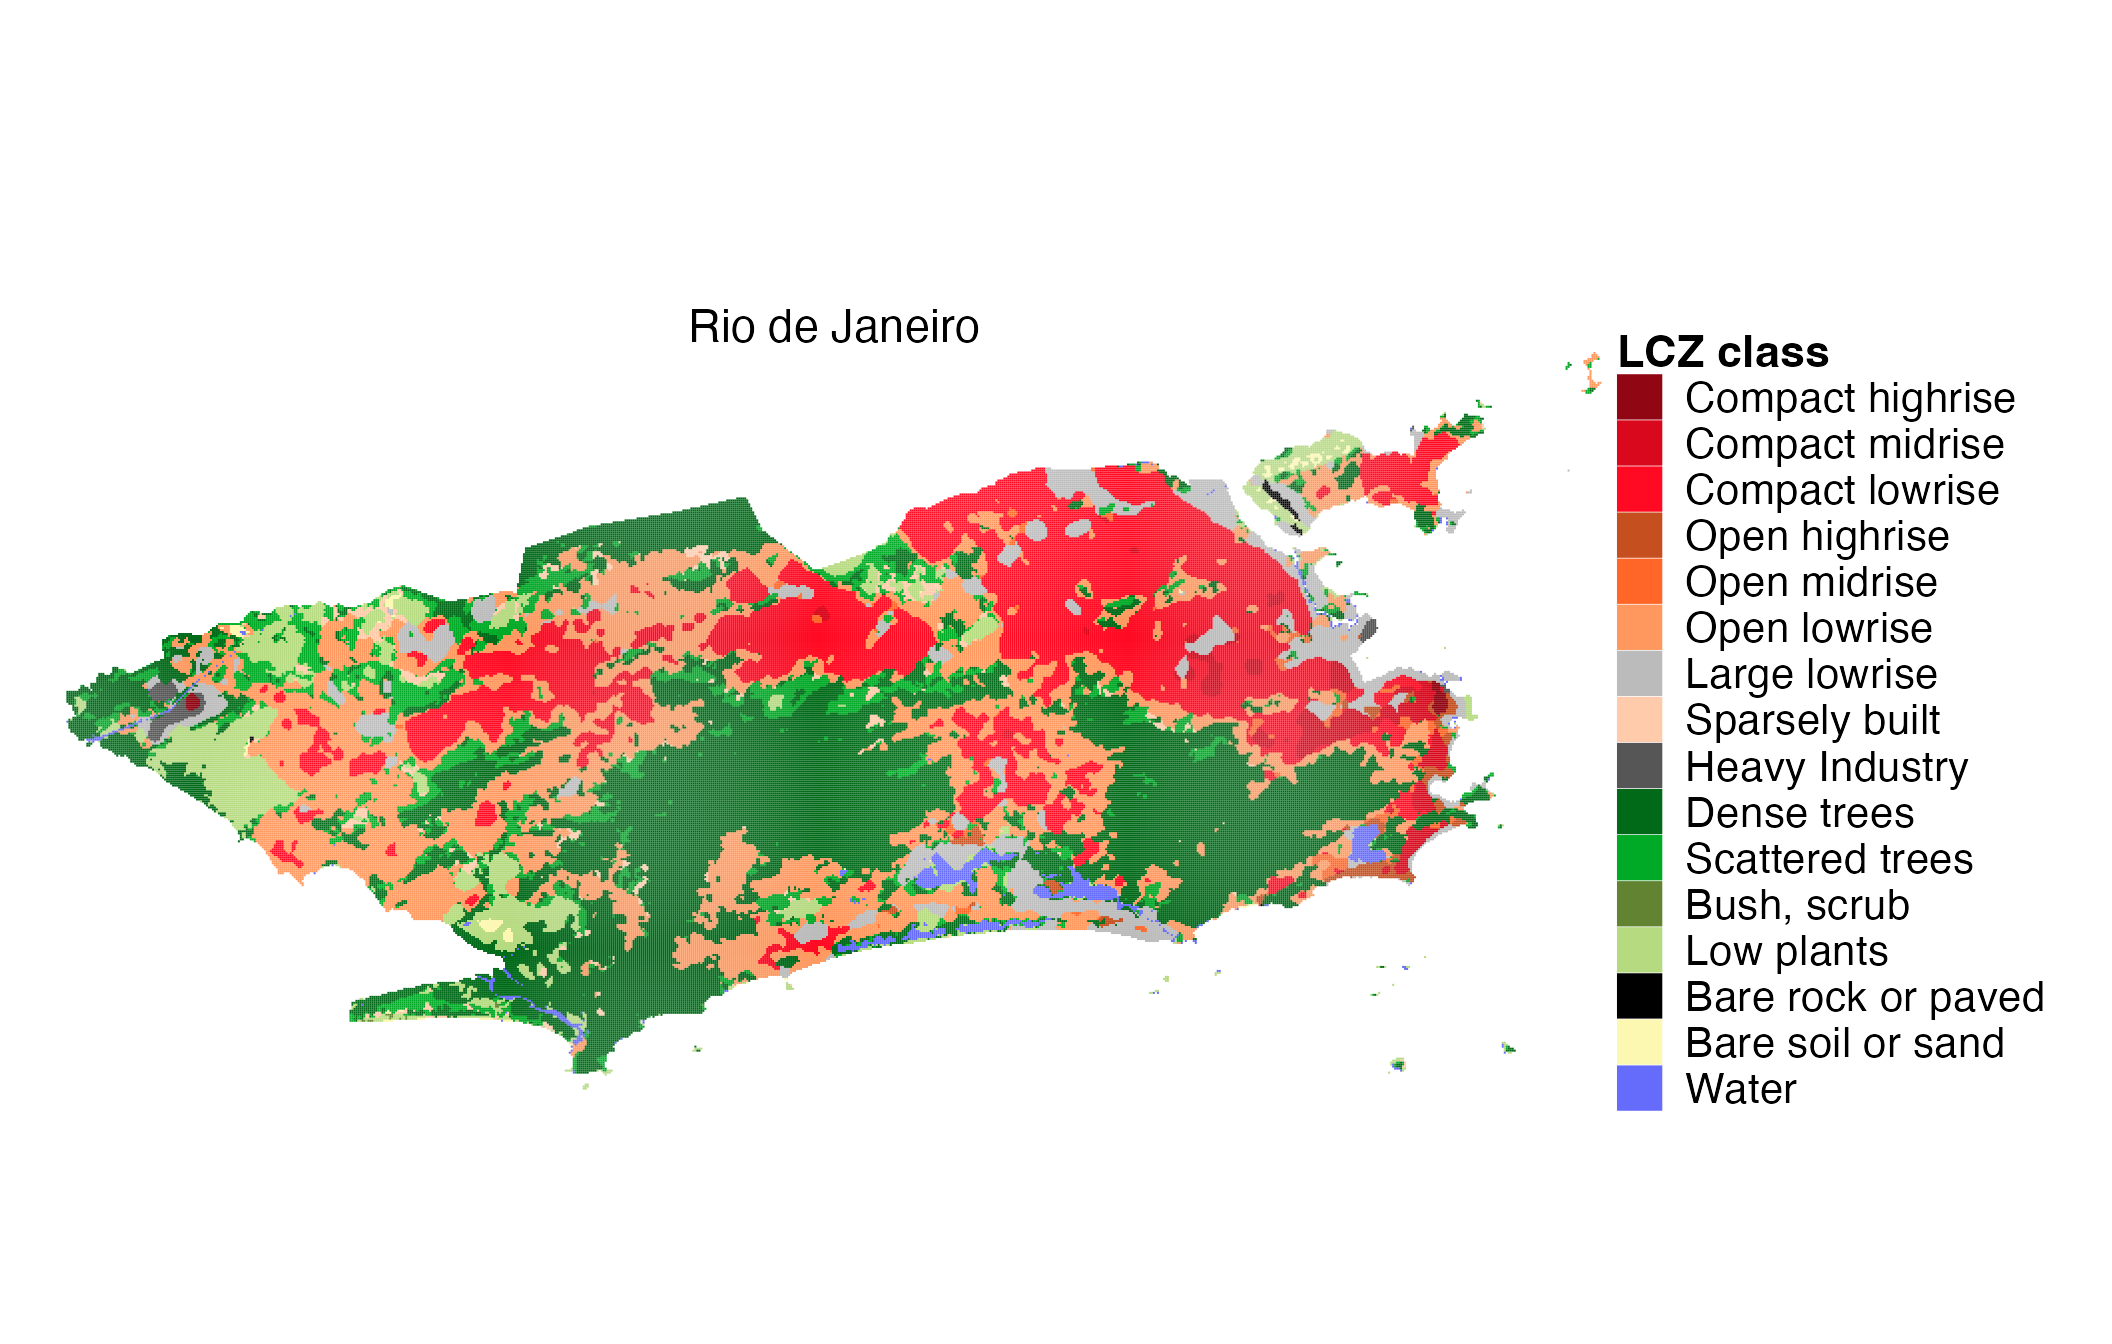 Rio de Janeiro
LCZ class
Compact highrise
Compact midrise
Compact lowrise
Open highrise
Open midrise
Open lowrise
Large lowrise
Sparsely built
Heavy Industry
Dense trees
Scattered trees
Bush, scrub
Low plants
Bare rock or paved
Bare soil or sand
Water